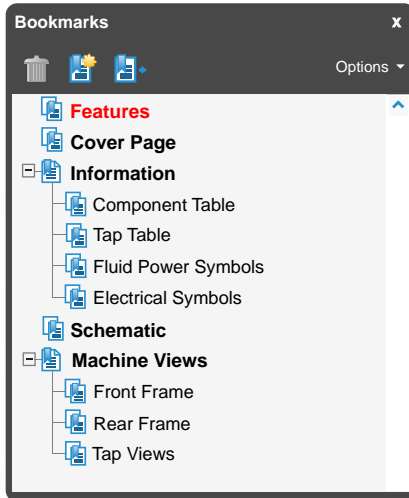 Bookmarks x
Options
Features
Cover Page
Information
Component Table
Tap Table
Fluid Power Symbols
Electrical Symbols
Schematic
Machine Views
Front Frame
Rear Frame
Tap Views